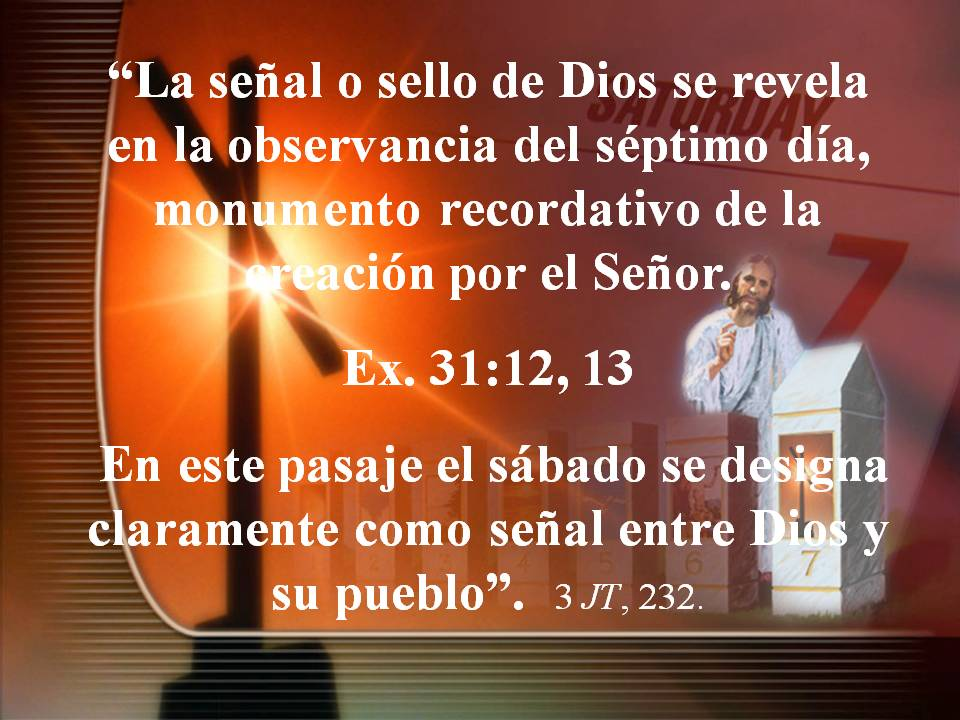 “La señal o sello de Dios se revela
en la observancia del séptimo día,
monumento recordativo de la
creación por el Señor.
Ex. 31:12, 13
En este pasaje el sábado se designa
claramente como señal entre Dios y
su pueblo”. 3 JT, 232.
SATURDAY
7
5
6
7